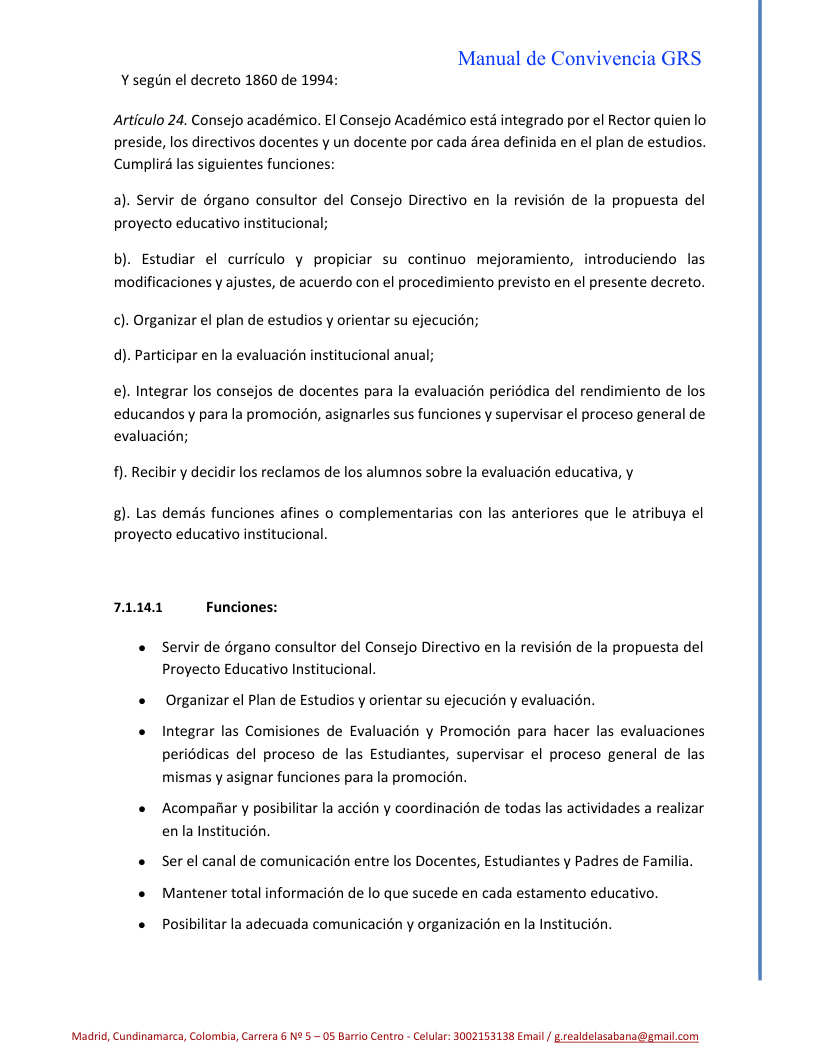 Manual de Convivencia GRS
Y según el decreto 1860 de 1994:
Artículo 24. Consejo académico. El Consejo Académico está integrado por el Rector quien lo
preside, los directivos docentes y un docente por cada área definida en el plan de estudios.
Cumplirá las siguientes funciones:
a). Servir de órgano consultor del Consejo Directivo en la revisión de la propuesta del
proyecto educativo institucional;
b). Estudiar el currículo y propiciar su continuo mejoramiento, introduciendo las
modificaciones y ajustes, de acuerdo con el procedimiento previsto en el presente decreto.
c). Organizar el plan de estudios y orientar su ejecución;
d). Participar en la evaluación institucional anual;
e). Integrar los consejos de docentes para la evaluación periódica del rendimiento de los
educandos y para la promoción, asignarles sus funciones y supervisar el proceso general de
evaluación;
f). Recibir y decidir los reclamos de los alumnos sobre la evaluación educativa, y
g). Las demás funciones afines o complementarias con las anteriores que le atribuya el
proyecto educativo institucional.
7.1.14.1 Funciones:
● Servir de órgano consultor del Consejo Directivo en la revisión de la propuesta del
Proyecto Educativo Institucional.
● Organizar el Plan de Estudios y orientar su ejecución y evaluación.
● Integrar las Comisiones de Evaluación y Promoción para hacer las evaluaciones
periódicas del proceso de las Estudiantes, supervisar el proceso general de las
mismas y asignar funciones para la promoción.
● Acompañar y posibilitar la acción y coordinación de todas las actividades a realizar
en la Institución.
● Ser el canal de comunicación entre los Docentes, Estudiantes y Padres de Familia.
● Mantener total información de lo que sucede en cada estamento educativo.
● Posibilitar la adecuada comunicación y organización en la Institución.
Madrid, Cundinamarca, Colombia, Carrera 6 Nº 5 – 05 Barrio Centro - Celular: 3002153138 Email / g.realdelasabana@gmail.com